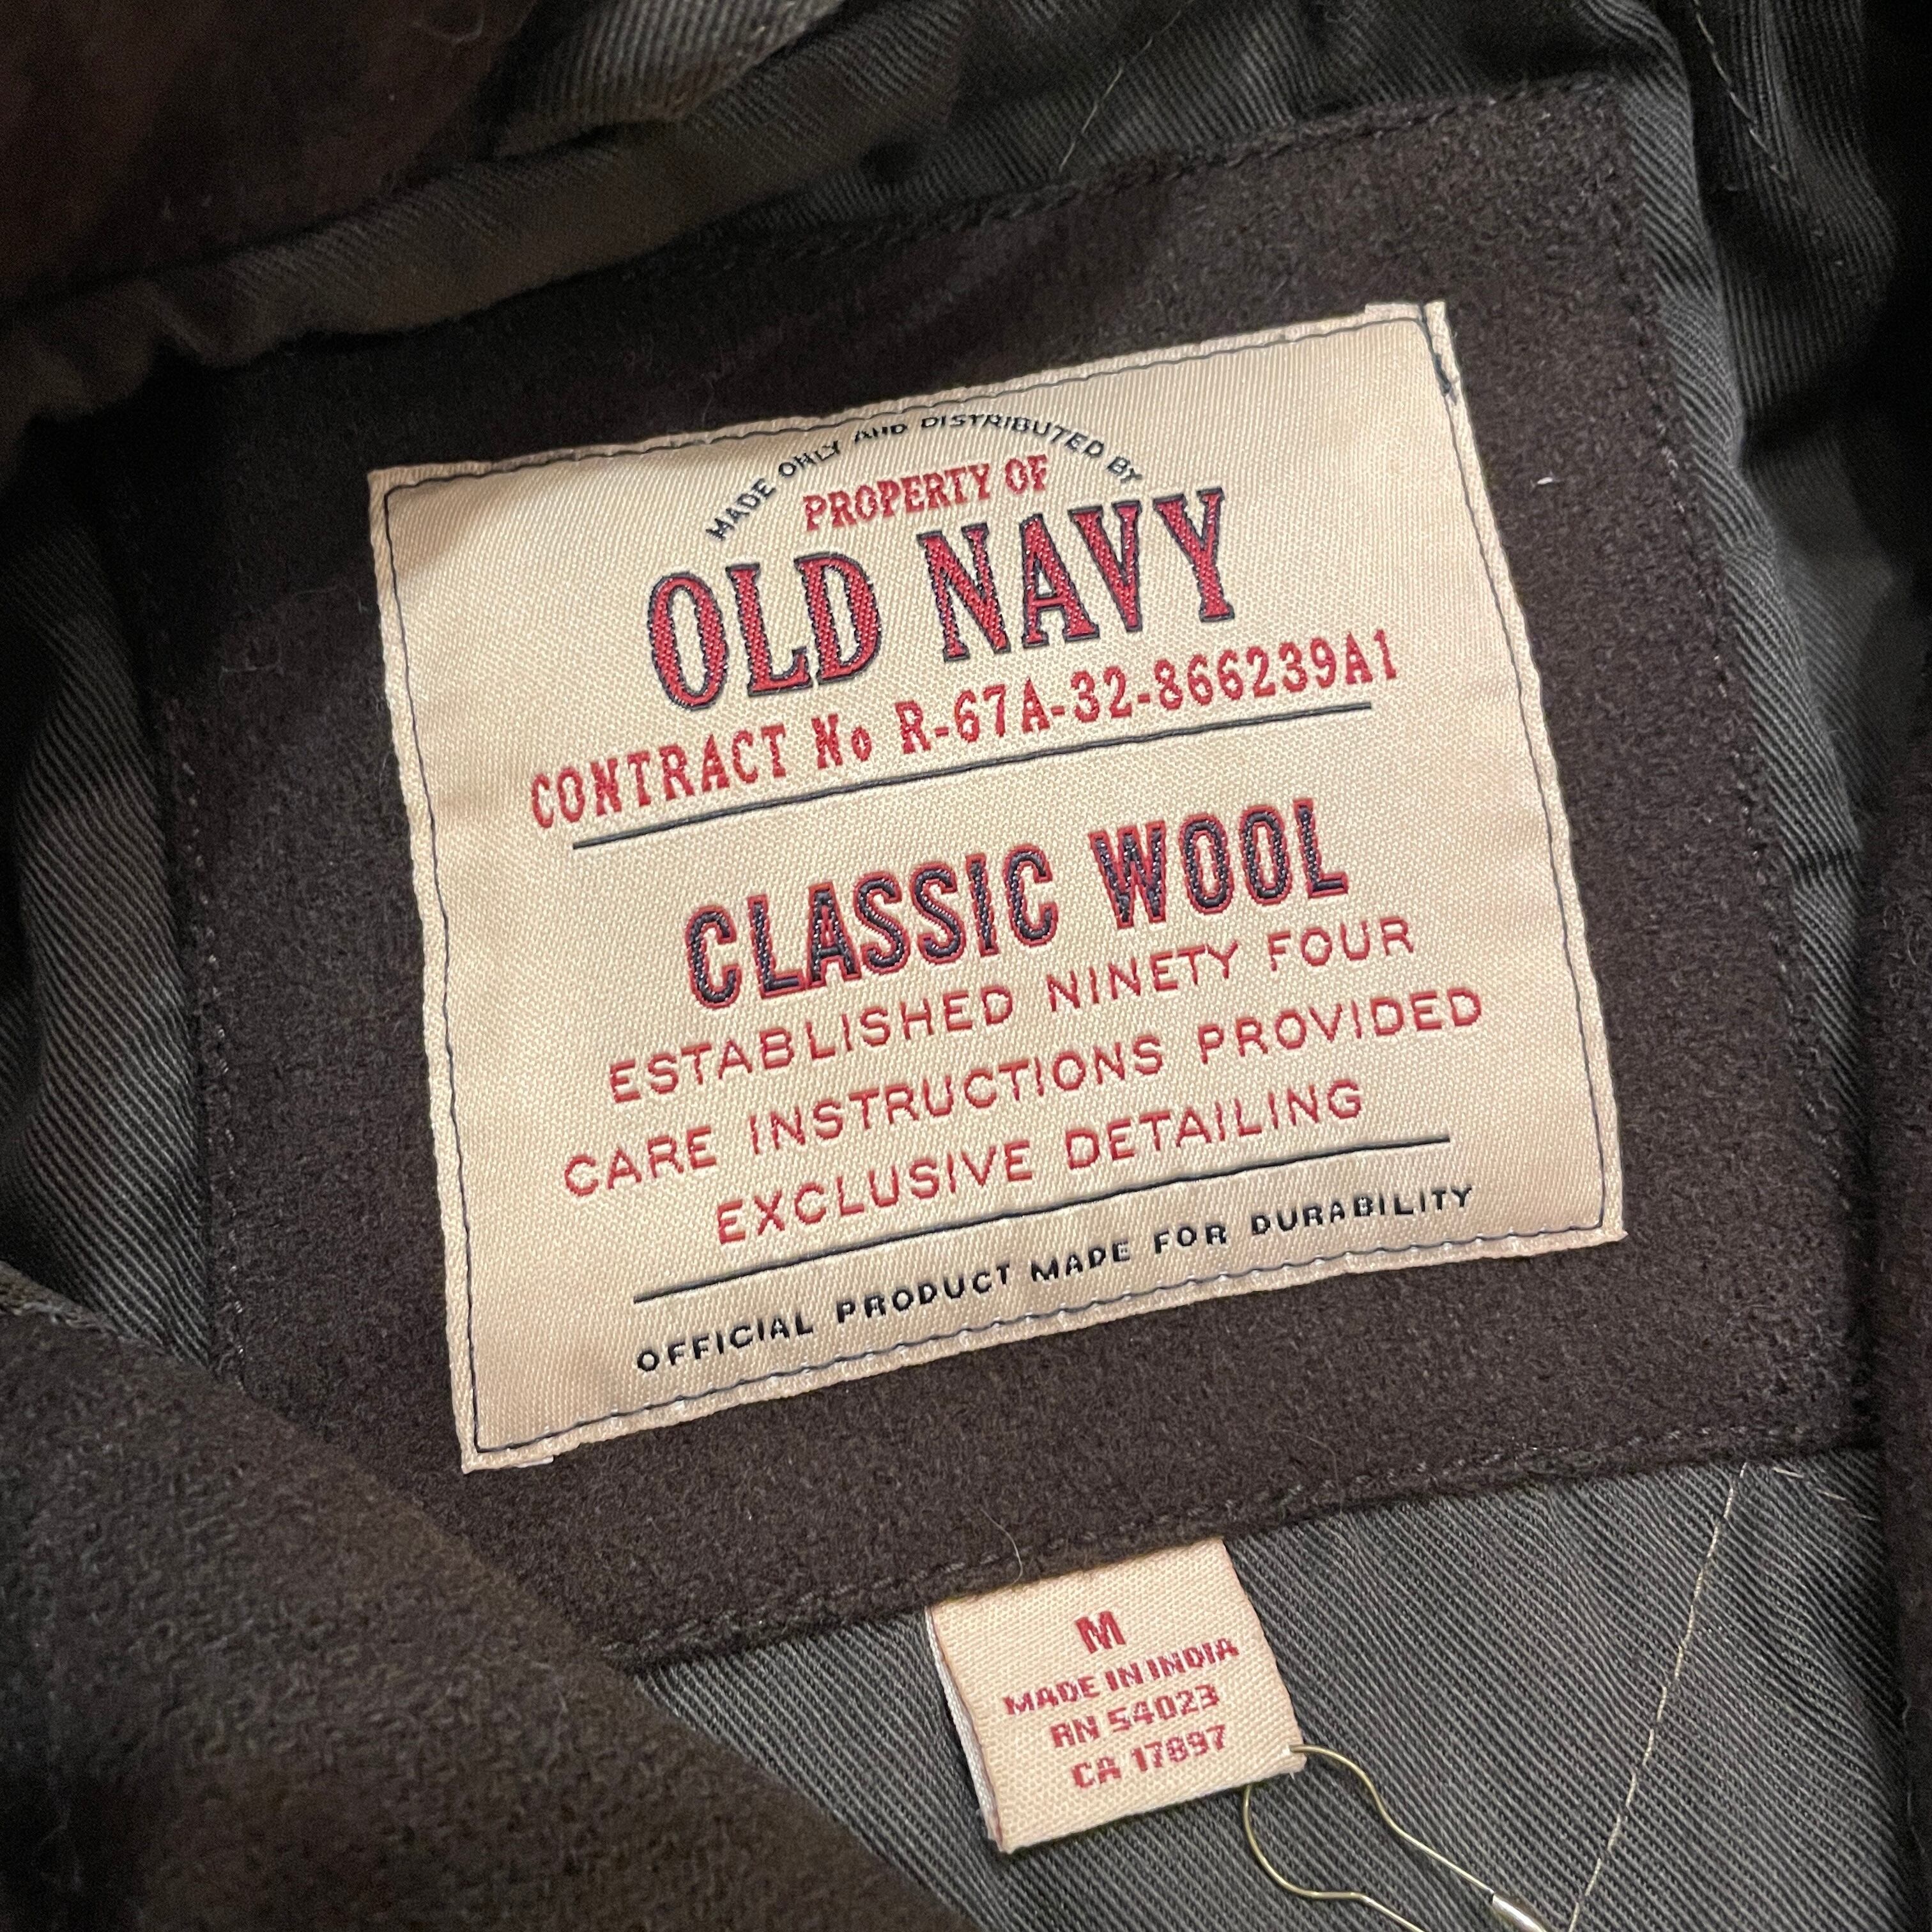 MADE ONLY AND DISTRIBUTED BY
PROPERTY OF
OLD NAVY
CONTRACT No R-67A-32-866239A1
CLASSIC WOOL
ESTABLISHED NINETY FOUR
CARE INSTRUCTIONS PROVIDED
EXCLUSIVE DETAILING
OFFICIAL PRODUCT MADE FOR DURABILITY
M
MADE IN INDIA
RN 54023
CA 17897